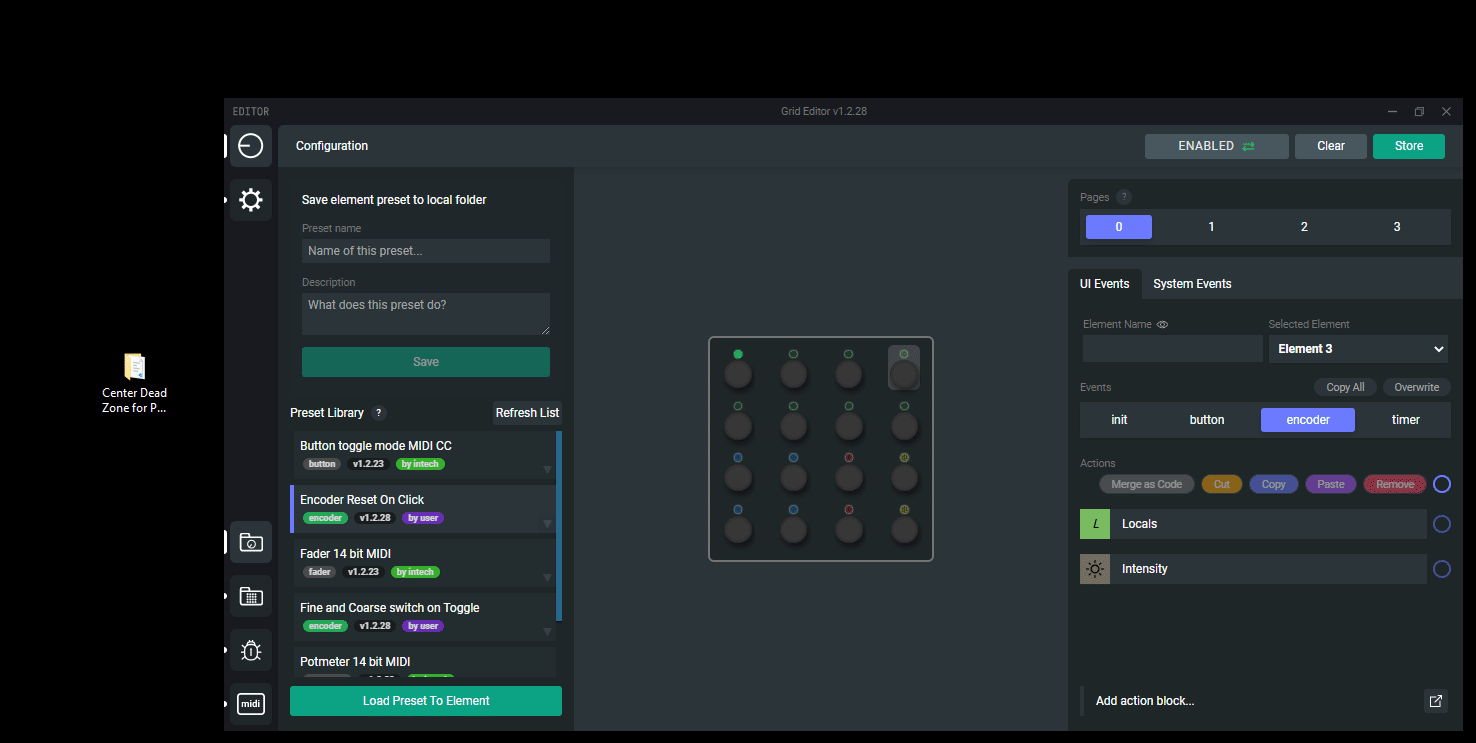 EDITOR
Grid Editor v1.2.28
Configuration
ENABLED
Clear
Store
Save element preset to local folder
Preset name
Name of this preset...
Description
What does this preset do?
Save
Preset Library ?
Refresh List
Button toggle mode MIDI CC
button v1.2.23 by intech
Encoder Reset On Click
encoder v1.2.28 by user
Fader 14 bit MIDI
fader v1.2.23 by intech
Fine and Coarse switch on Toggle
encoder v1.2.28 by user
Potmeter 14 bit MIDI
Load Preset To Element
midi
Center Dead
Zone for P...
Pages ?
0 1 2 3
UI Events System Events
Element Name Selected Element
Element 3
Events Copy All Overwrite
init button encoder timer
Actions
Merge as Code Cut Copy Paste Remove
L Locals
Intensity
Add action block...